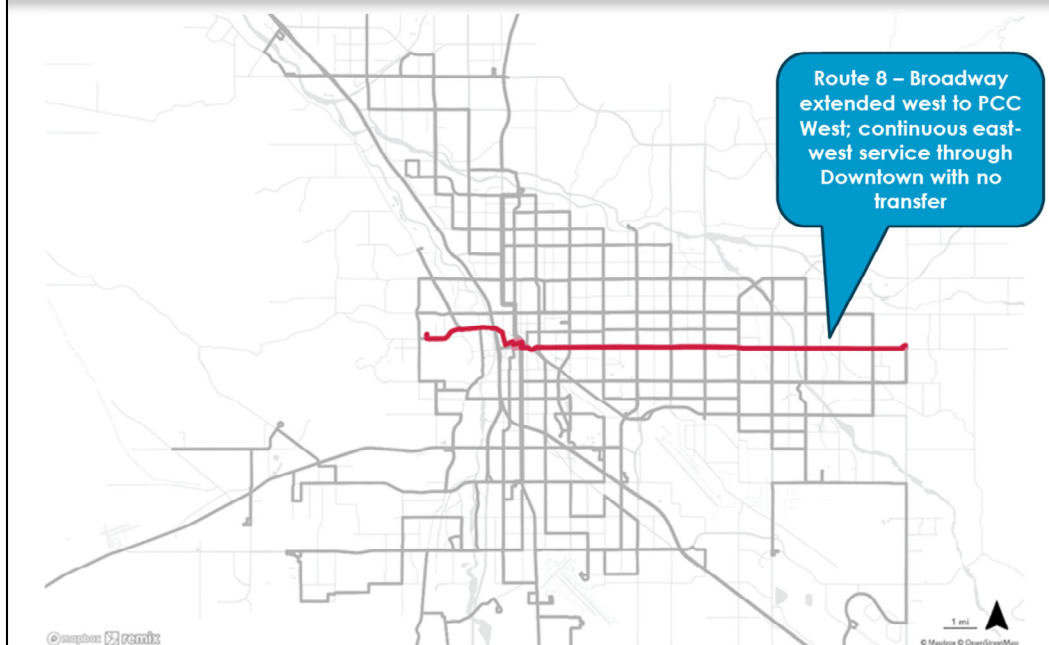 Route 8 – Broadway
extended west to PCC
West; continuous east-
west service through
Downtown with no
transfer
1 mi
mapbox remix
© Mapbox © OpenStreetMap